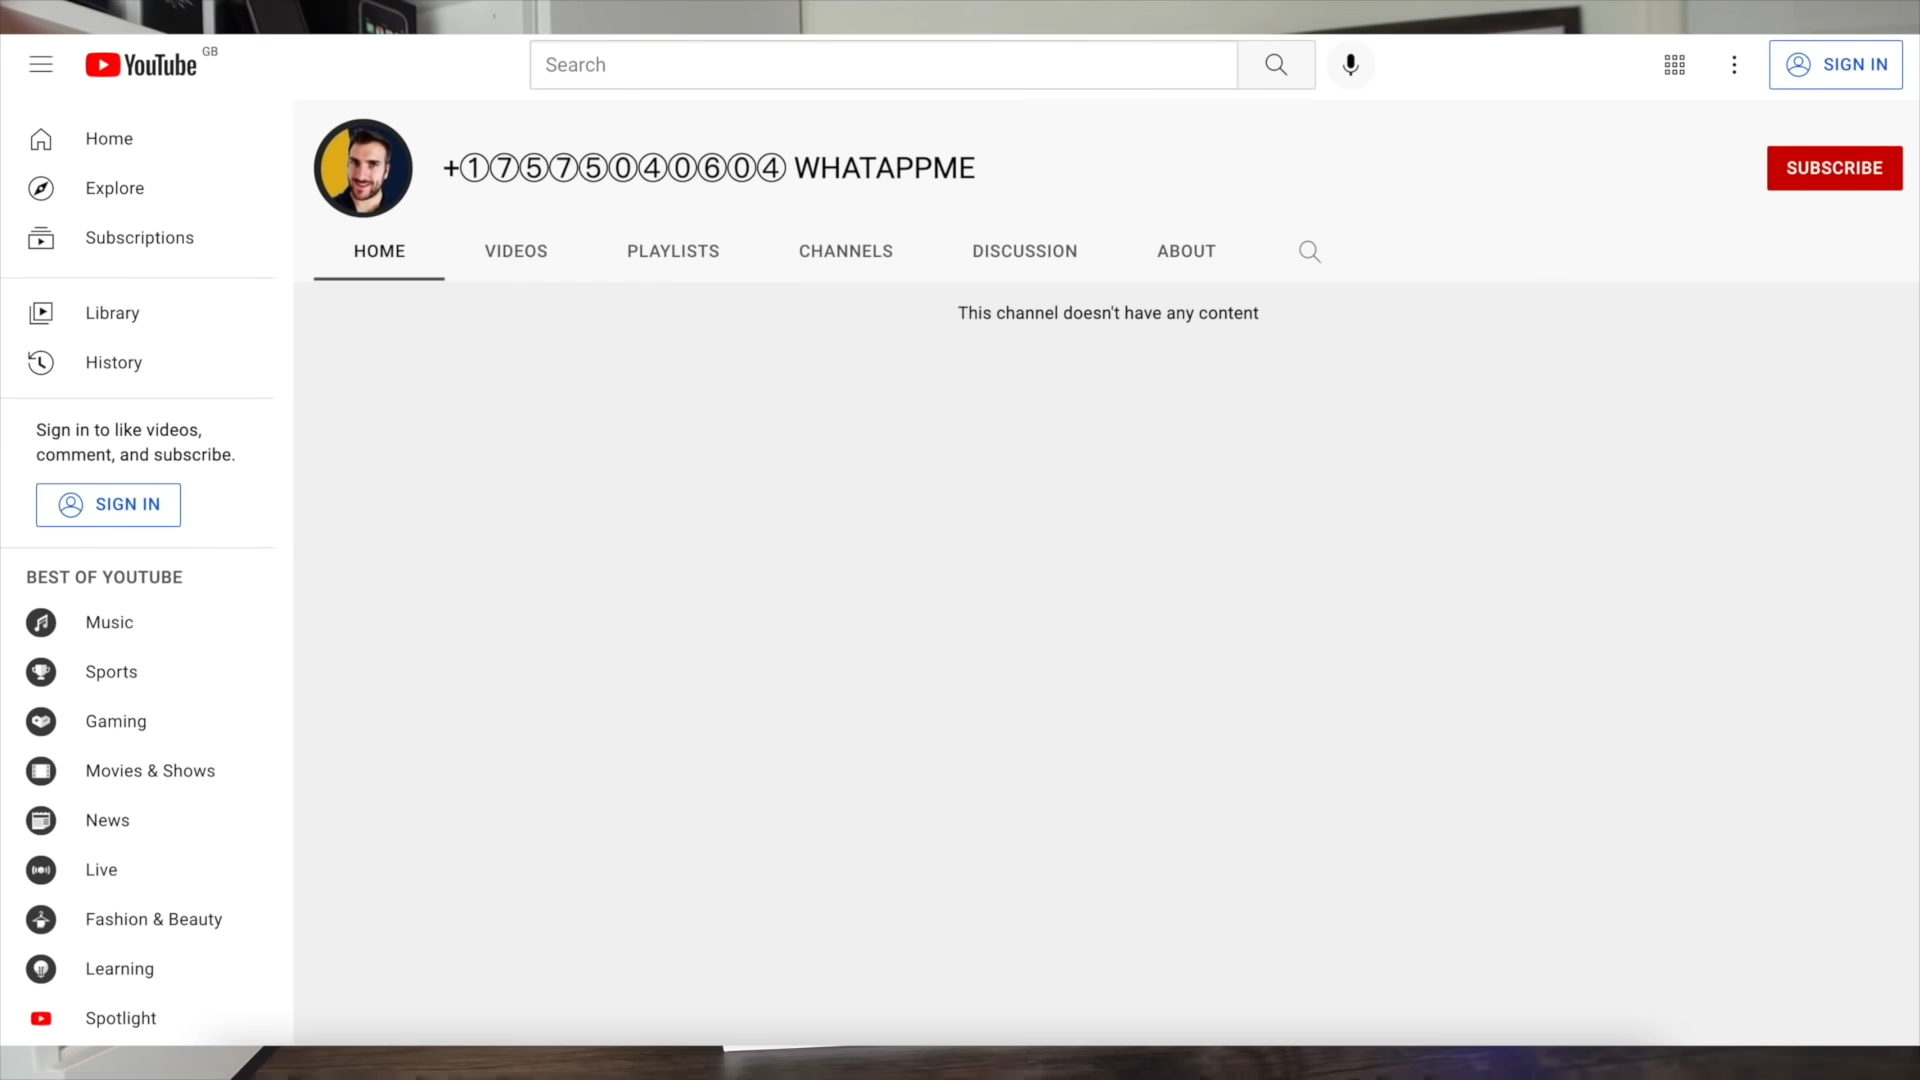 YouTube GB
Search
SIGN IN
Home
Explore
Subscriptions
Library
History
Sign in to like videos,
comment, and subscribe.
SIGN IN
BEST OF YOUTUBE
Music
Sports
Gaming
Movies & Shows
News
Live
Fashion & Beauty
Learning
Spotlight
+①⑦⑤⑦⑤⓪④⓪⑥⓪④ WHATAPPME
SUBSCRIBE
HOME
VIDEOS
PLAYLISTS
CHANNELS
DISCUSSION
ABOUT
This channel doesn't have any content